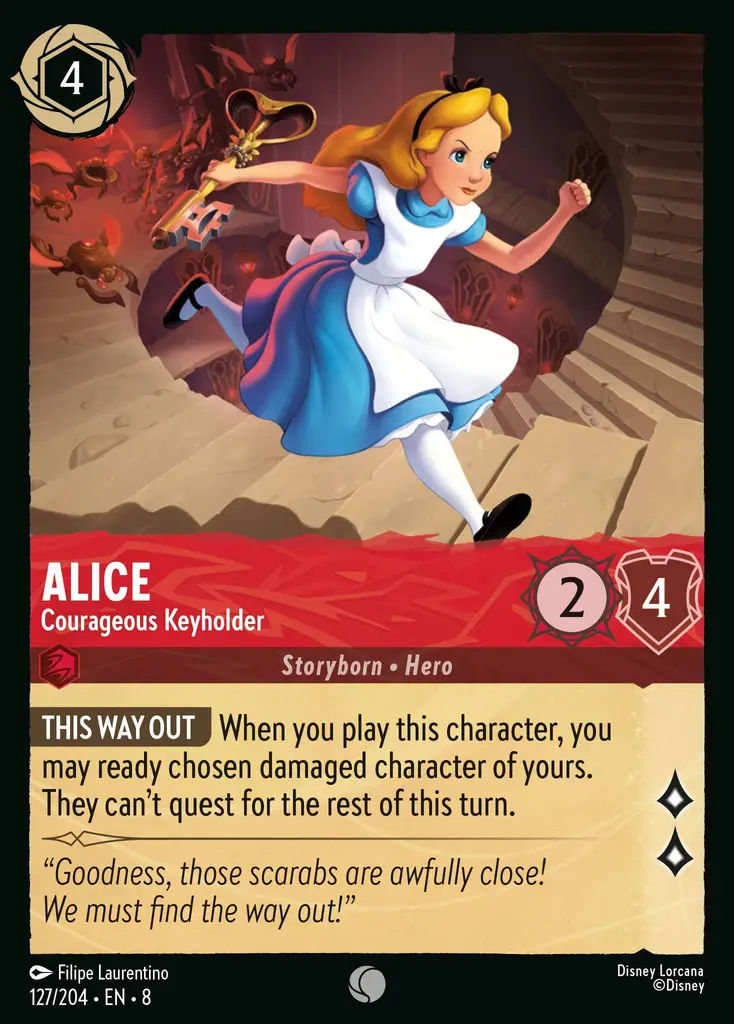 4
ALICE
Courageous Keyholder
2
4
Storyborn • Hero
THIS WAY OUT When you play this character, you
may ready chosen damaged character of yours.
They can’t quest for the rest of this turn.
“Goodness, those scarabs are awfully close!
We must find the way out!”
Filipe Laurentino
127/204 • EN • 8
Disney Lorcana
©Disney